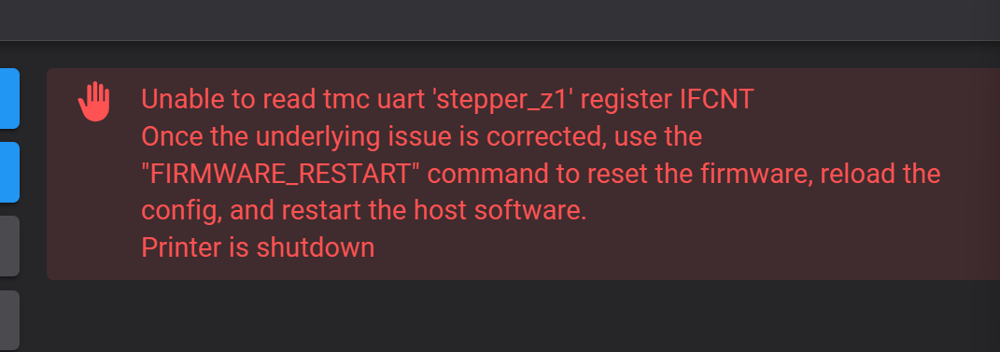 Unable to read tmc uart 'stepper_z1' register IFCNT
Once the underlying issue is corrected, use the
"FIRMWARE_RESTART" command to reset the firmware, reload the
config, and restart the host software.
Printer is shutdown